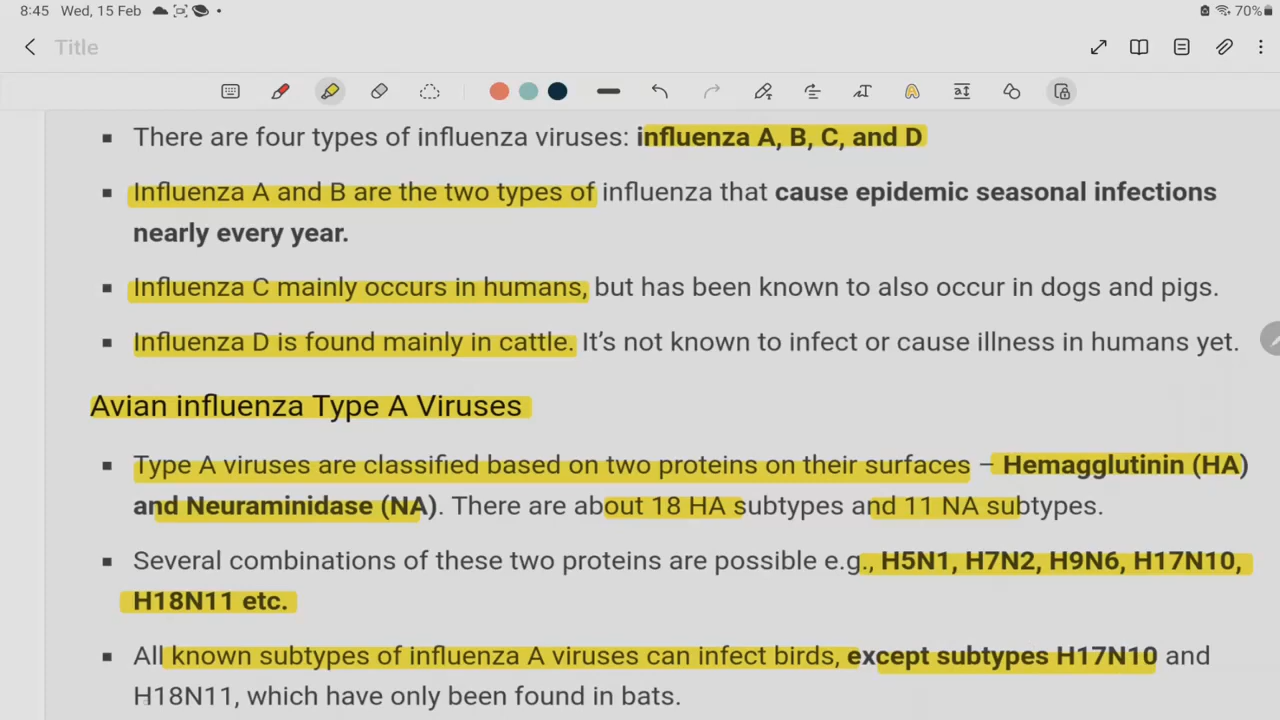 8:45 Wed, 15 Feb
70%
Title
There are four types of influenza viruses: influenza A, B, C, and D
Influenza A and B are the two types of influenza that cause epidemic seasonal infections
nearly every year.
Influenza C mainly occurs in humans, but has been known to also occur in dogs and pigs.
Influenza D is found mainly in cattle. It’s not known to infect or cause illness in humans yet.
Avian influenza Type A Viruses
Type A viruses are classified based on two proteins on their surfaces – Hemagglutinin (HA)
and Neuraminidase (NA). There are about 18 HA subtypes and 11 NA subtypes.
Several combinations of these two proteins are possible e.g., H5N1, H7N2, H9N6, H17N10,
H18N11 etc.
All known subtypes of influenza A viruses can infect birds, except subtypes H17N10 and
H18N11, which have only been found in bats.